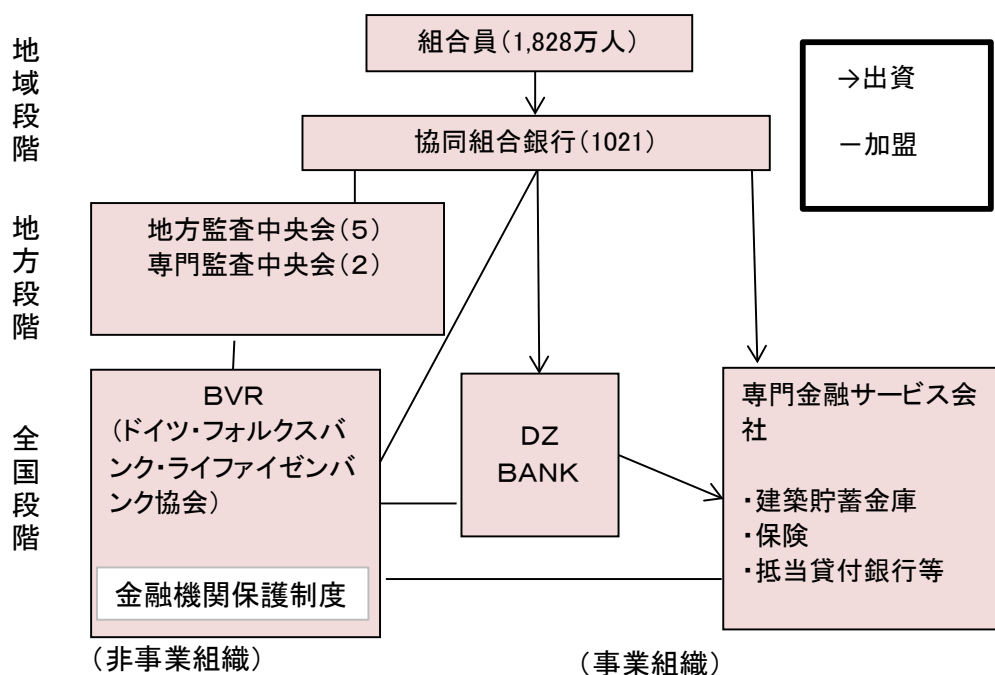 地域段階
組合員（1,828万人）
→出資
－加盟
協同組合銀行（1021）
地方段階
地方監査中央会（５）
専門監査中央会（２）
全国段階
ＢＶＲ
（ドイツ・フォルクスバ
ンク・ライファイゼンバ
ンク協会）
金融機関保護制度
ＤＺ
ＢＡＮＫ
専門金融サービス会
社
・建築貯蓄金庫
・保険
・抵当貸付銀行等
（非事業組織）
（事業組織）